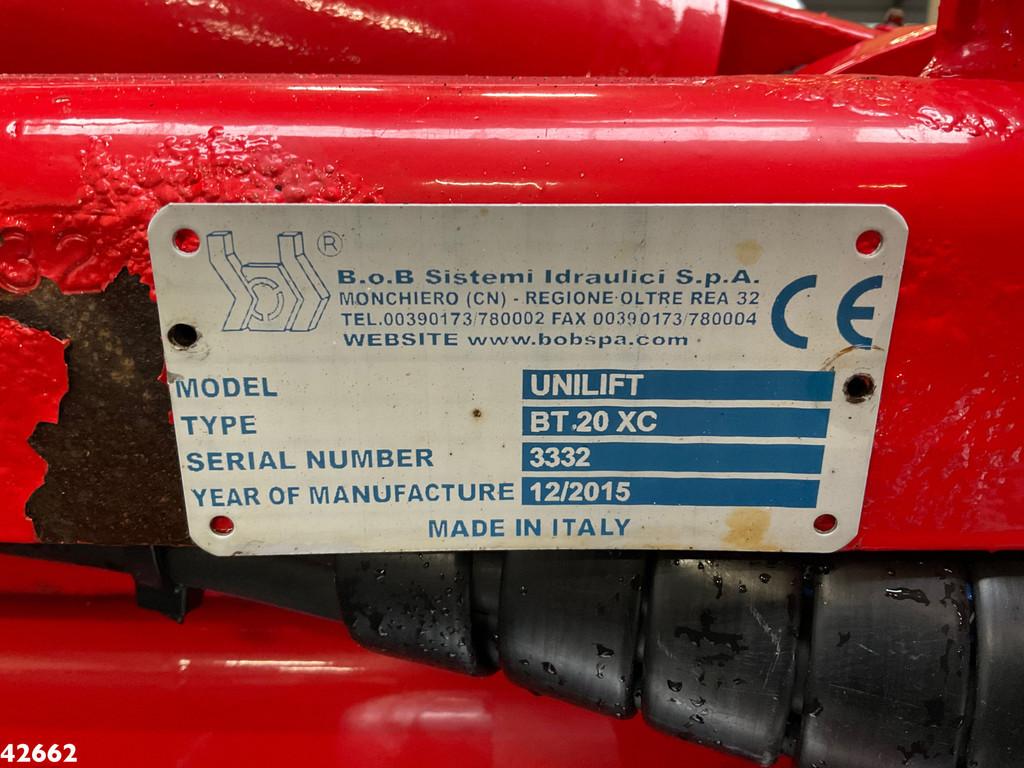 32
®
B.o.B Sistemi Idraulici S.p.A.
MONCHIERO (CN) - REGIONE OLTRE REA 32
TEL.00390173/780002 FAX 00390173/780004
WEBSITE www.bobspa.com
CE
MODEL UNILIFT
TYPE BT.20 XC
SERIAL NUMBER 3332
YEAR OF MANUFACTURE 12/2015
MADE IN ITALY
42662